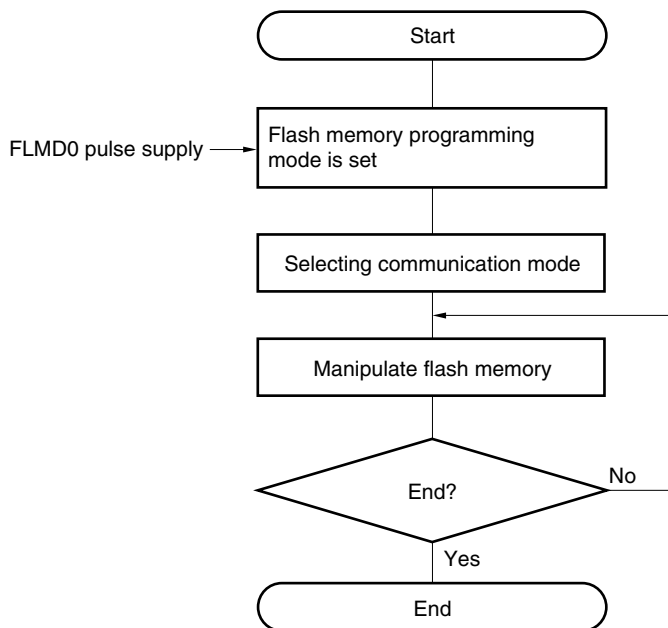 Start
FLMD0 pulse supply
Flash memory programming
mode is set
Selecting communication mode
Manipulate flash memory
End?
No
Yes
End